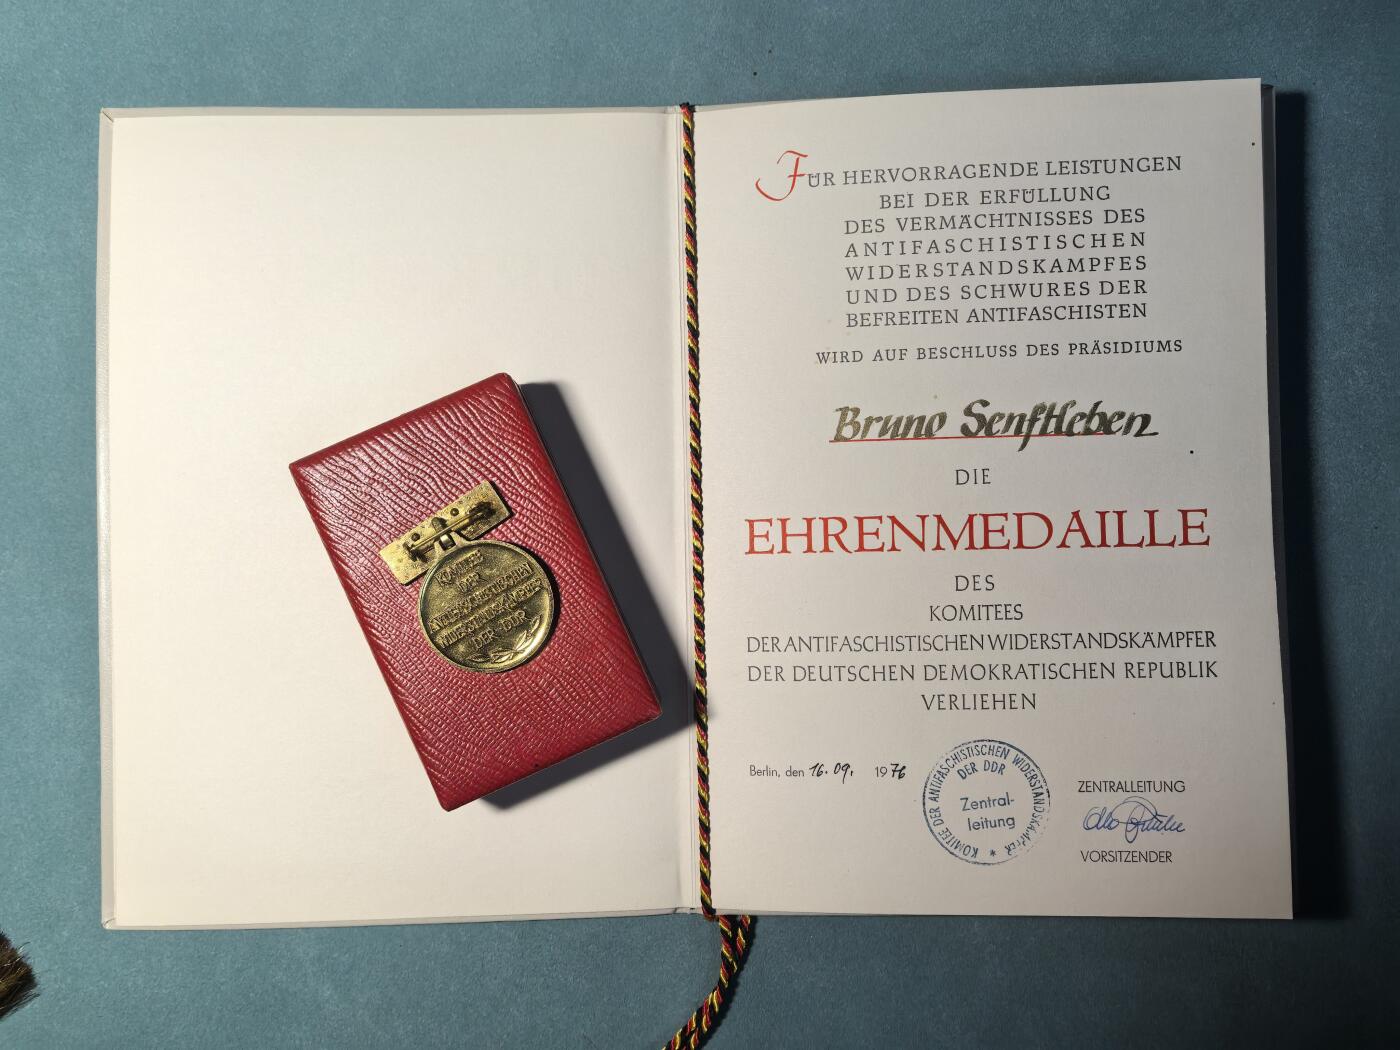 KOMITEE
DER
ANTIFASCHISTISCHEN
WIDERSTANDSKÄMPFER
DER DDR
FÜR HERVORRAGENDE LEISTUNGEN
BEI DER ERFÜLLUNG
DES VERMÄCHTNISSES DES
ANTIFASCHISTISCHEN
WIDERSTANDSKAMPFES
UND DES SCHWURES DER
BEFREITEN ANTIFASCHISTEN
WIRD AUF BESCHLUSS DES PRÄSIDIUMS
Bruno Senftleben
DIE
EHRENMEDAILLE
DES
KOMITEES
DER ANTIFASCHISTISCHEN WIDERSTANDSKÄMPFER
DER DEUTSCHEN DEMOKRATISCHEN REPUBLIK
VERLIEHEN
Berlin, den 16. 09. 1976
KOMITEE DER ANTIFASCHISTISCHEN WIDERSTANDSKÄMPFER *
DER DDR
Zentral-
leitung
ZENTRALLEITUNG
VORSITZENDER